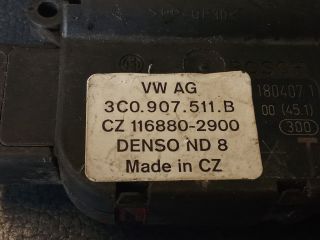 VW AG
3C0.907.511.B
CZ 116880-2900
DENSO ND 8
Made in CZ
180407 1
00 (45.1)
300